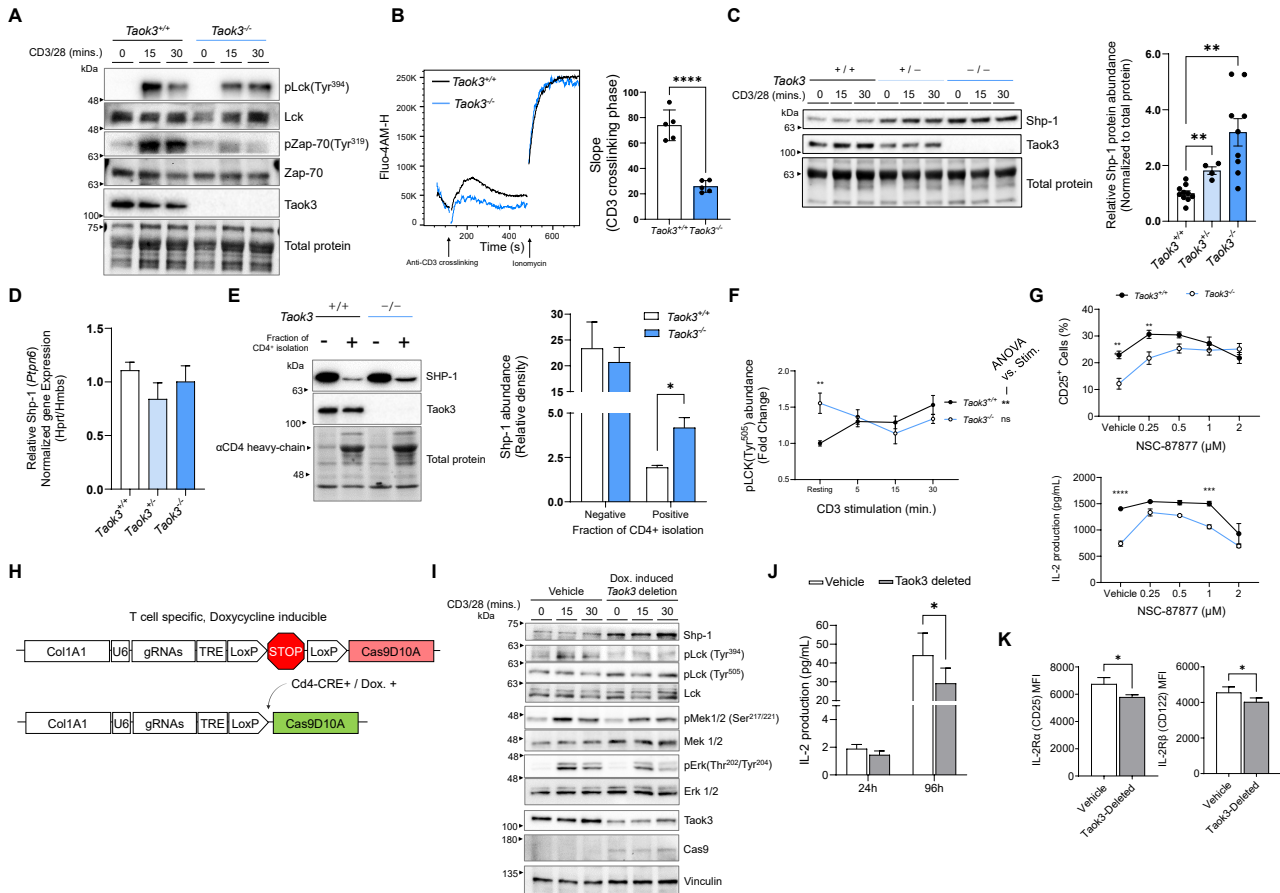 A
Taok3+/+ Taok3-/-
CD3/28 (mins.) 0 15 30 0 15 30
kDa
pLck(Tyr394)
48
Lck
pZap-70(Tyr319)
63
Zap-70
63
Taok3
100
75
Total protein
B
250K
200K
150K
100K
50K
0
Fluo-4AM-H
Taok3+/+
Taok3-/-
200 400 600
Time (s)
Anti-CD3 crosslinking
Ionomycin
****
100
80
60
40
20
0
Slope
(CD3 crosslinking phase)
Taok3+/+ Taok3-/-
C
Taok3 +/+ +/- -/-
CD3/28 (mins.) 0 15 30 0 15 30 0 15 30
kDa
63
Shp-1
100
Taok3
63
Total protein
Relative Shp-1 protein abundance
(Normalized to total protein)
6.0
4.0
2.0
0.0
**
**
Taok3+/+
Taok3+/-
Taok3-/-
D
Relative Shp-1 (Ptpn6)
Normalized gene Expression
(Hprt/Hmbs)
1.5
1.0
0.5
0.0
Taok3+/+
Taok3+/-
Taok3-/-
E
Taok3 +/+ −/−
Fraction of
CD4+ isolation
- + - +
kDa
SHP-1
63
Taok3
100
αCD4 heavy-chain
Total protein
48
Shp-1 abundance
(Relative density)
30.0
25.0
20.0
15.0
10.0
5.0
0.0
Taok3+/+
Taok3-/-
*
Negative Positive
Fraction of CD4+ isolation
F
pLCK(Tyr505) abundance
(Fold Change)
2.0
1.5
1.0
0.5
**
Resting 5 15 30
CD3 stimulation (min.)
ANOVA
vs. Stim.
Taok3+/+ **
Taok3-/- ns
G
Taok3+/+ Taok3-/-
CD25+ Cells (%)
40
30
20
10
0
**
**
Vehicle 0.25 0.5 1 2
NSC-87877 (µM)
IL-2 production (pg/mL)
2000
1500
1000
500
0
****
***
Vehicle 0.25 0.5 1 2
NSC-87877 (µM)
H
T cell specific, Doxycycline inducible
Col1A1 U6 gRNAs TRE LoxP STOP LoxP Cas9D10A
Cd4-CRE+ / Dox. +
Col1A1 U6 gRNAs TRE LoxP Cas9D10A
I
Vehicle
Dox. induced
Taok3 deletion
CD3/28 (mins.) 0 15 30 0 15 30
kDa
75
Shp-1
63
pLck (Tyr394)
63
pLck (Tyr505)
63
Lck
48
pMek1/2 (Ser217/221)
48
Mek 1/2
48
pErk(Thr202/Tyr204)
48
Erk 1/2
Taok3
100
180
Cas9
135
Vinculin
J
Vehicle
Taok3 deleted
IL-2 production (pg/mL)
60
50
40
30
20
10
6
4
2
0
*
24h 96h
K
IL-2Rα (CD25) MFI
8000
6000
4000
2000
0
*
Vehicle
Taok3-Deleted
IL-2Rβ (CD122) MFI
6000
4000
2000
0
*
Vehicle
Taok3-Deleted